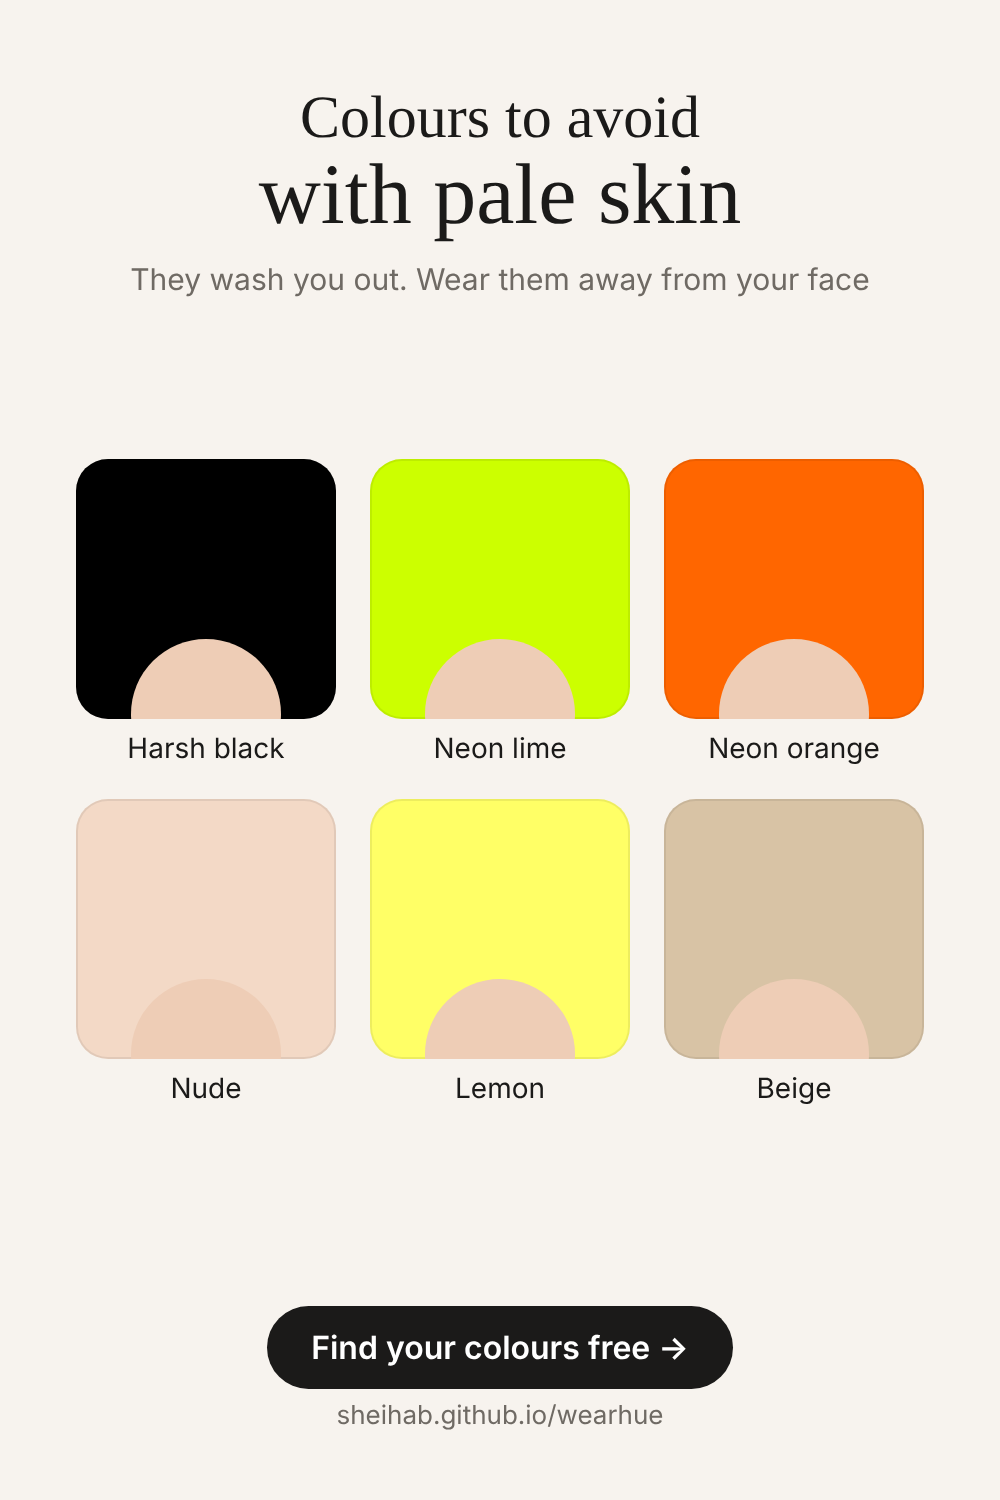 Colours to avoid
with pale skin
They wash you out. Wear them away from your face
Harsh black
Neon lime
Neon orange
Nude
Lemon
Beige
Find your colours free →
sheihab.github.io/wearhue